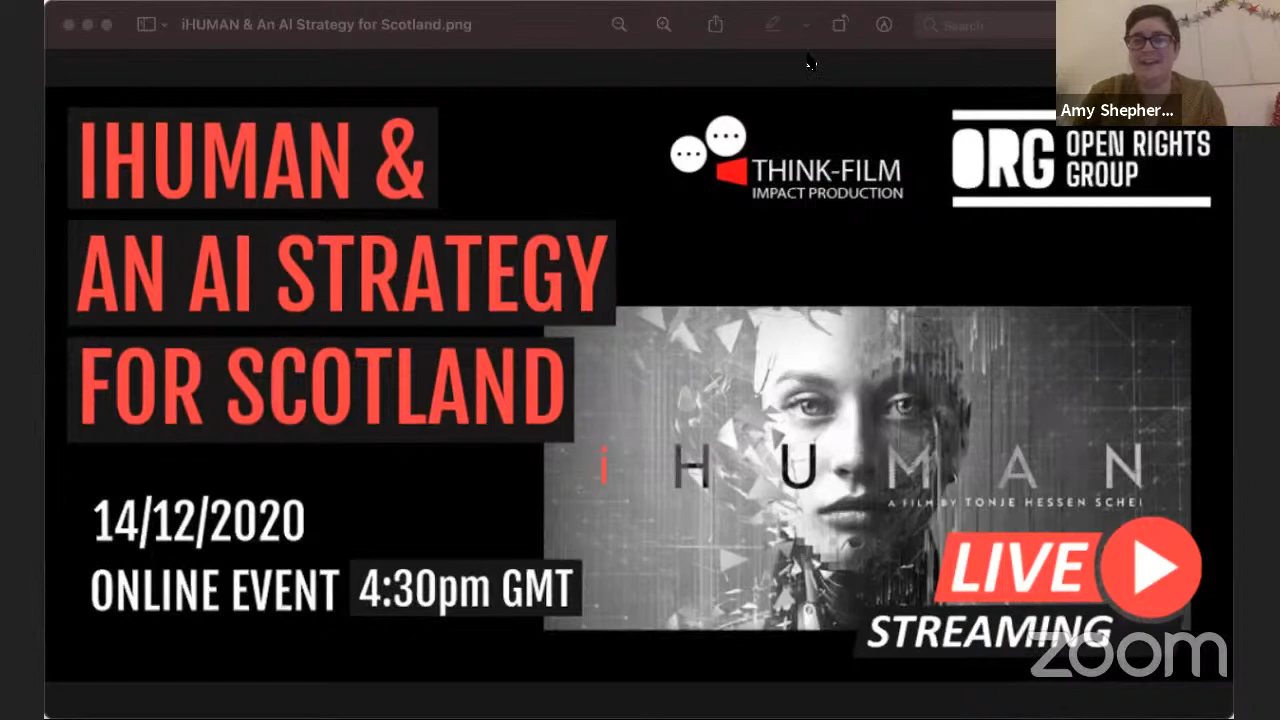 iHUMAN & An AI Strategy for Scotland.png
Search
Amy Shepher...
IHUMAN &
AN AI STRATEGY
FOR SCOTLAND
THINK-FILM
IMPACT PRODUCTION
ORG OPEN RIGHTS
GROUP
i HUMAN
A FILM BY TONJE HESSEN SCHEI
14/12/2020
ONLINE EVENT 4:30pm GMT
LIVE
STREAMING
zoom